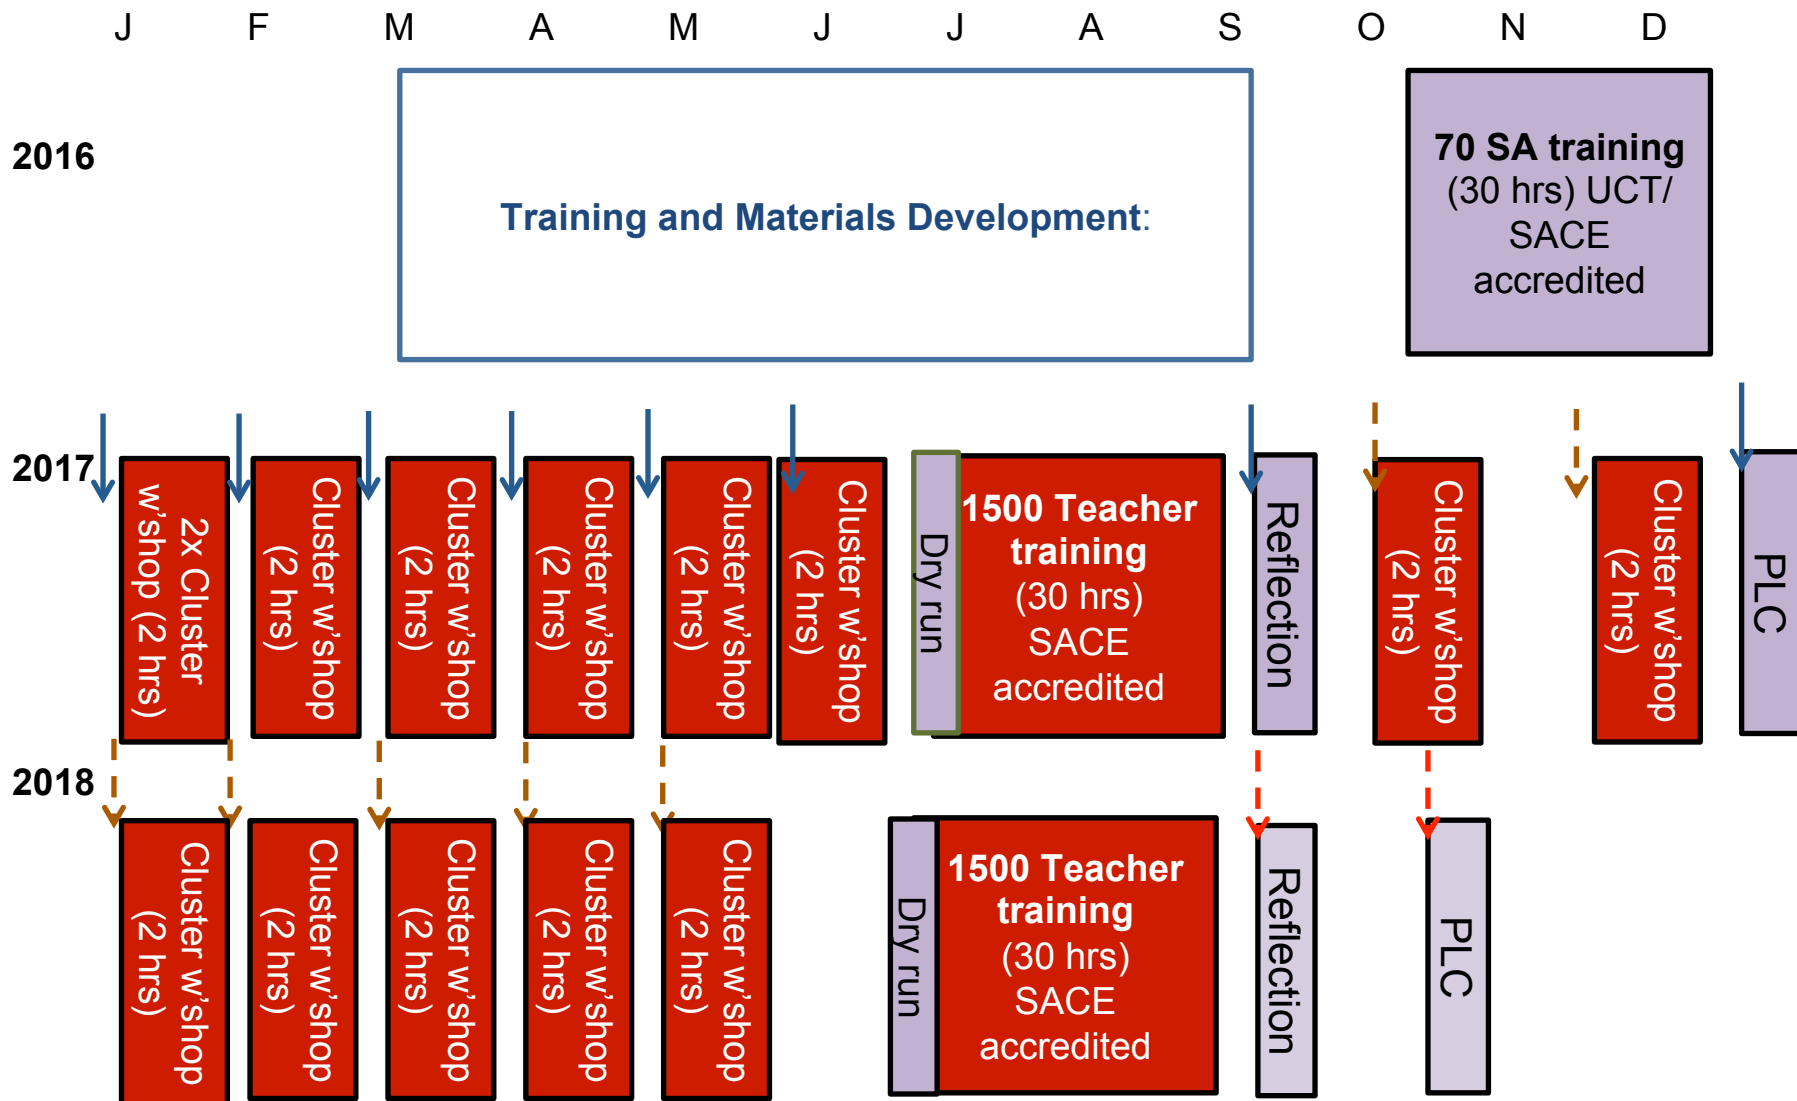 J F M A M J J A S O N D
2016
Training and Materials Development:
70 SA training
(30 hrs) UCT/
SACE
accredited
2017
2x Cluster
w'shop (2 hrs)
Cluster w'shop
(2 hrs)
Cluster w'shop
(2 hrs)
Cluster w'shop
(2 hrs)
Cluster w'shop
(2 hrs)
Cluster w'shop
(2 hrs)
Dry run
1500 Teacher
training
(30 hrs)
SACE
accredited
Reflection
Cluster w'shop
(2 hrs)
Cluster w'shop
(2 hrs)
PLC
2018
Cluster w'shop
(2 hrs)
Cluster w'shop
(2 hrs)
Cluster w'shop
(2 hrs)
Cluster w'shop
(2 hrs)
Cluster w'shop
(2 hrs)
Dry run
1500 Teacher
training
(30 hrs)
SACE
accredited
Reflection
PLC